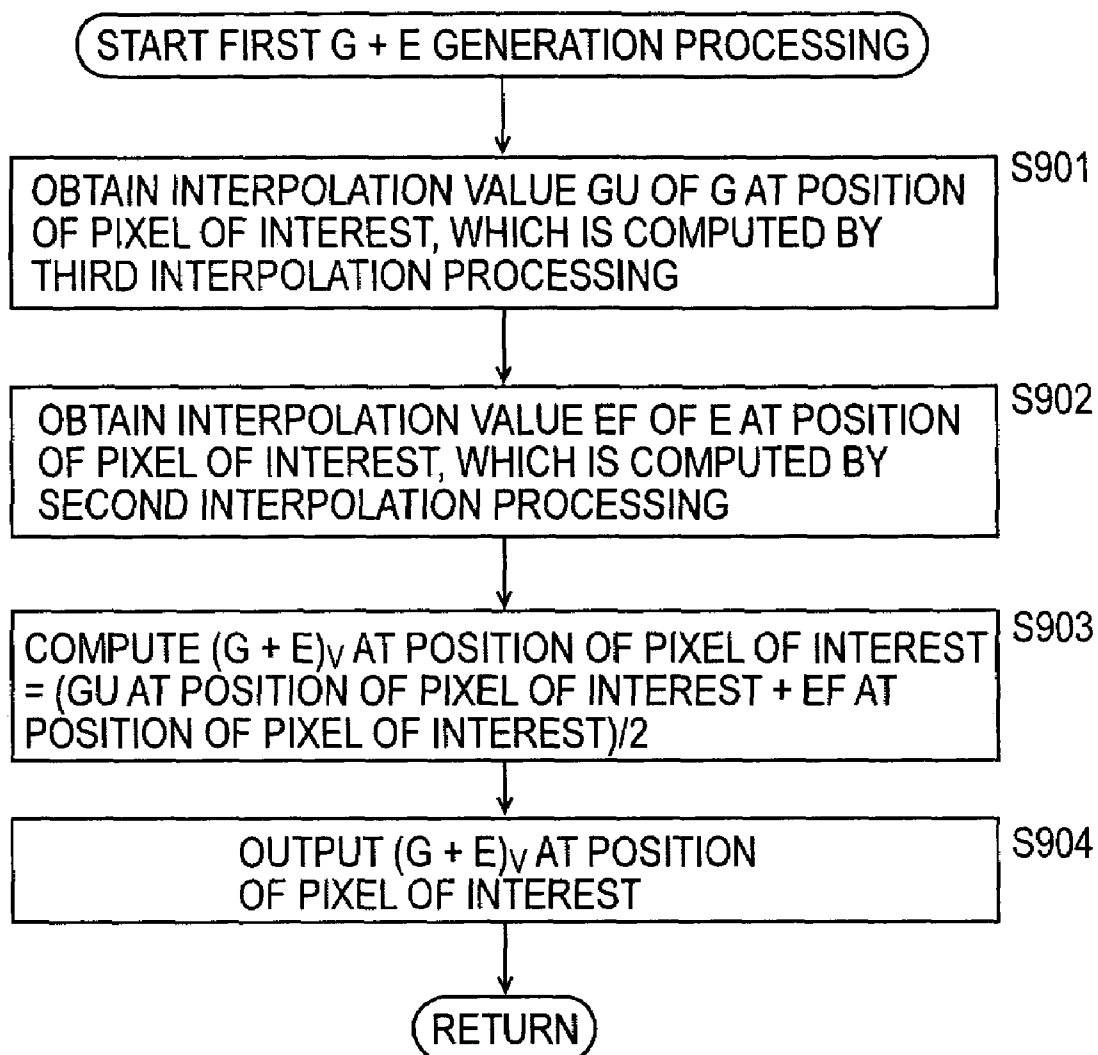 START FIRST G + E GENERATION PROCESSING
S901
OBTAIN INTERPOLATION VALUE GU OF G AT POSITION
OF PIXEL OF INTEREST, WHICH IS COMPUTED BY
THIRD INTERPOLATION PROCESSING
S902
OBTAIN INTERPOLATION VALUE EF OF E AT POSITION
OF PIXEL OF INTEREST, WHICH IS COMPUTED BY
SECOND INTERPOLATION PROCESSING
S903
COMPUTE (G + E)V AT POSITION OF PIXEL OF INTEREST
= (GU AT POSITION OF PIXEL OF INTEREST + EF AT
POSITION OF PIXEL OF INTEREST)/2
S904
OUTPUT (G + E)V AT POSITION
OF PIXEL OF INTEREST
RETURN